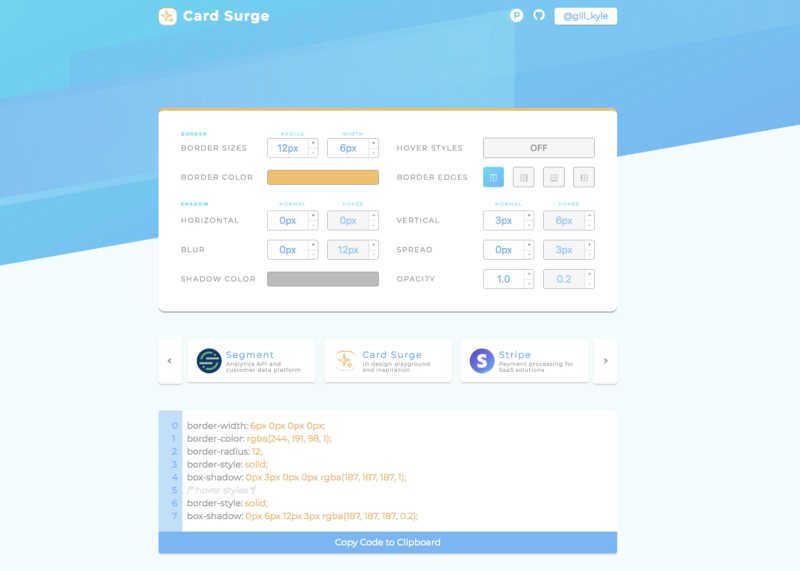 Card Surge
@gill_kyle
BORDER
RADIUS
WIDTH
BORDER SIZES
12px
+
-
6px
+
-
HOVER STYLES
OFF
BORDER COLOR
BORDER EDGES
SHADOW
NORMAL
HOVER
NORMAL
HOVER
HORIZONTAL
0px
+
-
0px
+
-
VERTICAL
3px
+
-
6px
+
-
BLUR
0px
+
-
12px
+
-
SPREAD
0px
+
-
3px
+
-
SHADOW COLOR
OPACITY
1.0
+
-
0.2
+
-
Segment
Analytics API and
customer data platform
Card Surge
UI design playground
and inspiration
S
Stripe
Payment processing for
SaaS solutions
0 border-width: 6px 0px 0px 0px;
1 border-color: rgba(244, 191, 98, 1);
2 border-radius: 12;
3 border-style: solid;
4 box-shadow: 0px 3px 0px 0px rgba(187, 187, 187, 1);
5 /* hover styles */
6 border-style: solid;
7 box-shadow: 0px 6px 12px 3px rgba(187, 187, 187, 0.2);
Copy Code to Clipboard